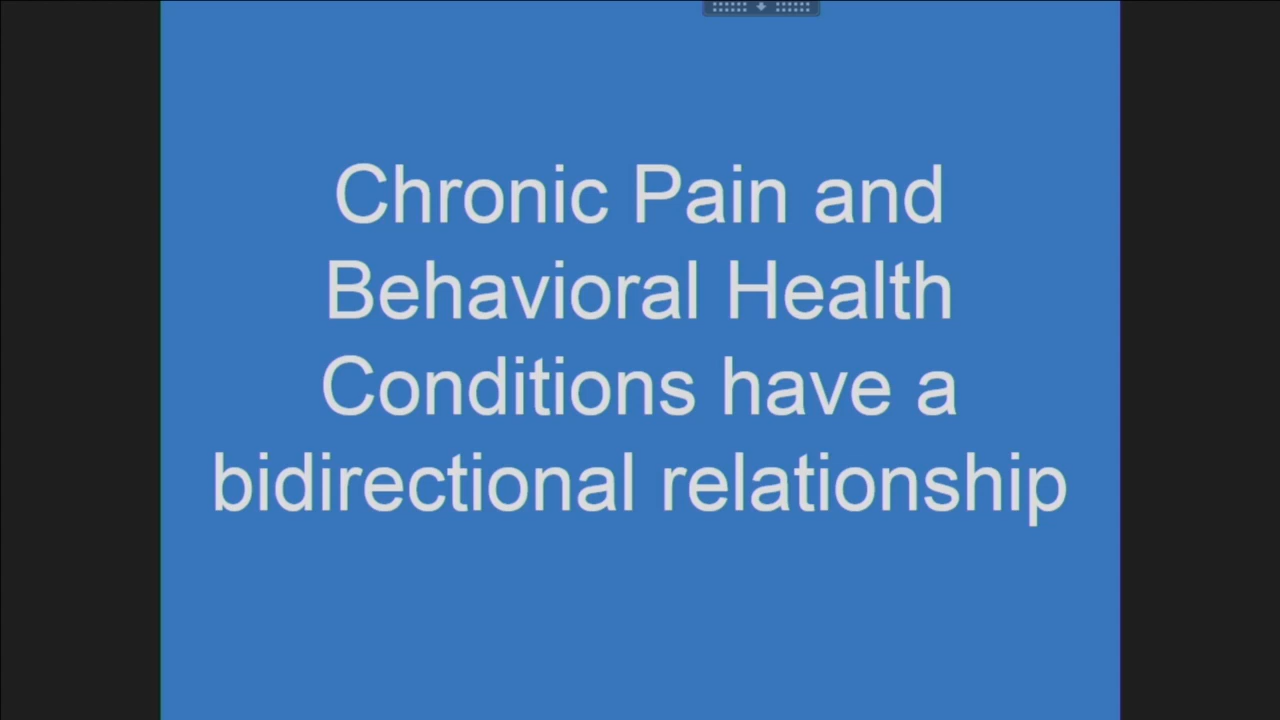 Chronic Pain and
Behavioral Health
Conditions have a
bidirectional relationship